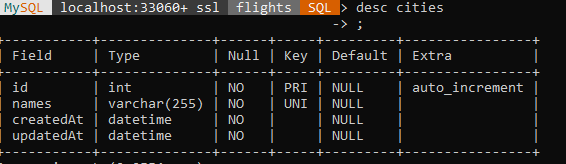 MySQL localhost:33060+ ssl flights SQL > desc cities
-> ;
+-----------+--------------+------+-----+---------+----------------+
| Field | Type | Null | Key | Default | Extra |
+-----------+--------------+------+-----+---------+----------------+
| id | int | NO | PRI | NULL | auto_increment |
| names | varchar(255) | NO | UNI | NULL | |
| createdAt | datetime | NO | | NULL | |
| updatedAt | datetime | NO | | NULL | |
+-----------+--------------+------+-----+---------+----------------+